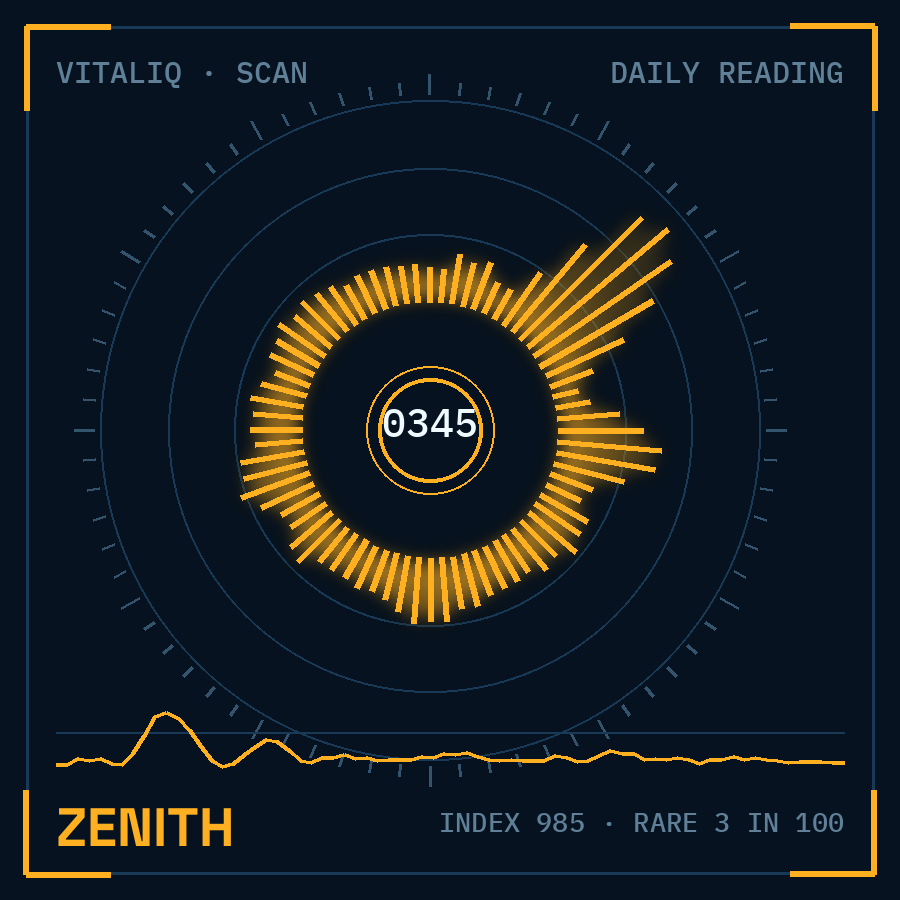 VITALIQ · SCAN
DAILY READING
0345
ZENITH
INDEX 985 · RARE 3 IN 100